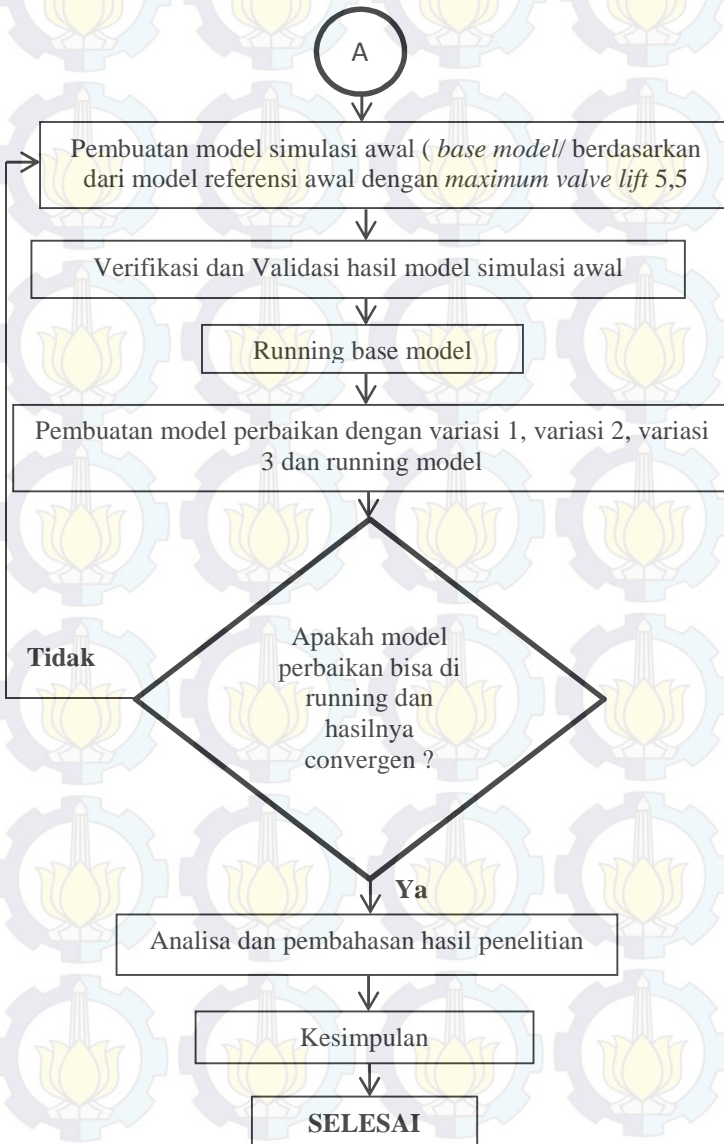 A
Pembuatan model simulasi awal ( base model/ berdasarkan
dari model referensi awal dengan maximum valve lift 5,5
Verifikasi dan Validasi hasil model simulasi awal
Running base model
Pembuatan model perbaikan dengan variasi 1, variasi 2, variasi
3 dan running model
Apakah model
perbaikan bisa di
running dan
hasilnya
convergen ?
Tidak
Ya
Analisa dan pembahasan hasil penelitian
Kesimpulan
SELESAI